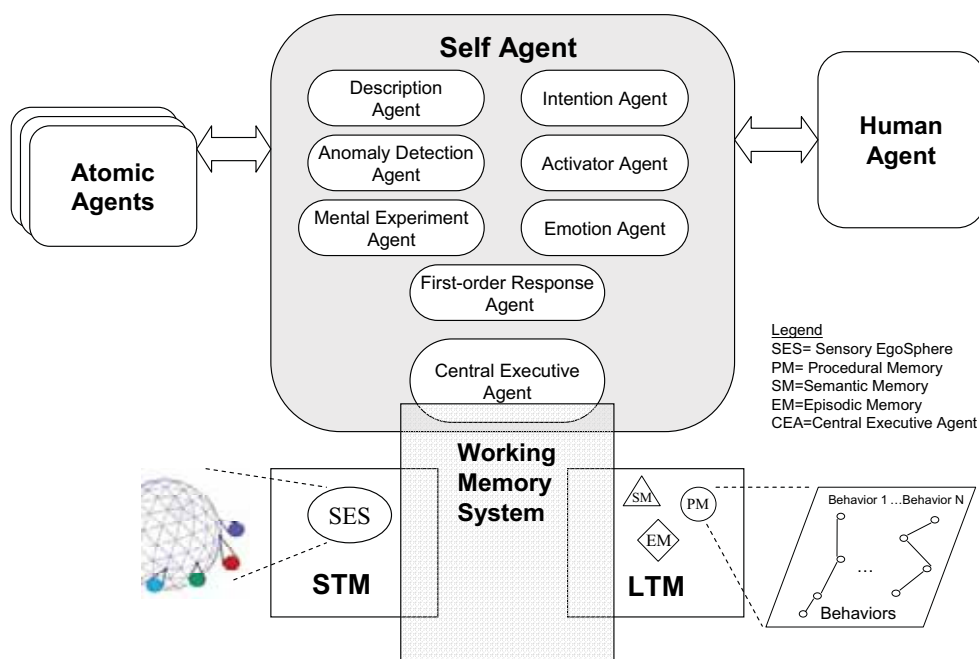 Self Agent
Description
Agent
Intention Agent
Anomaly Detection
Agent
Activator Agent
Mental Experiment
Agent
Emotion Agent
First-order Response
Agent
Central Executive
Agent
Atomic
Agents
Human
Agent
Legend
SES= Sensory EgoSphere
PM= Procedural Memory
SM=Semantic Memory
EM=Episodic Memory
CEA=Central Executive Agent
Working
Memory
System
SES
STM
SM
PM
EM
LTM
Behavior 1 ...Behavior N
...
Behaviors